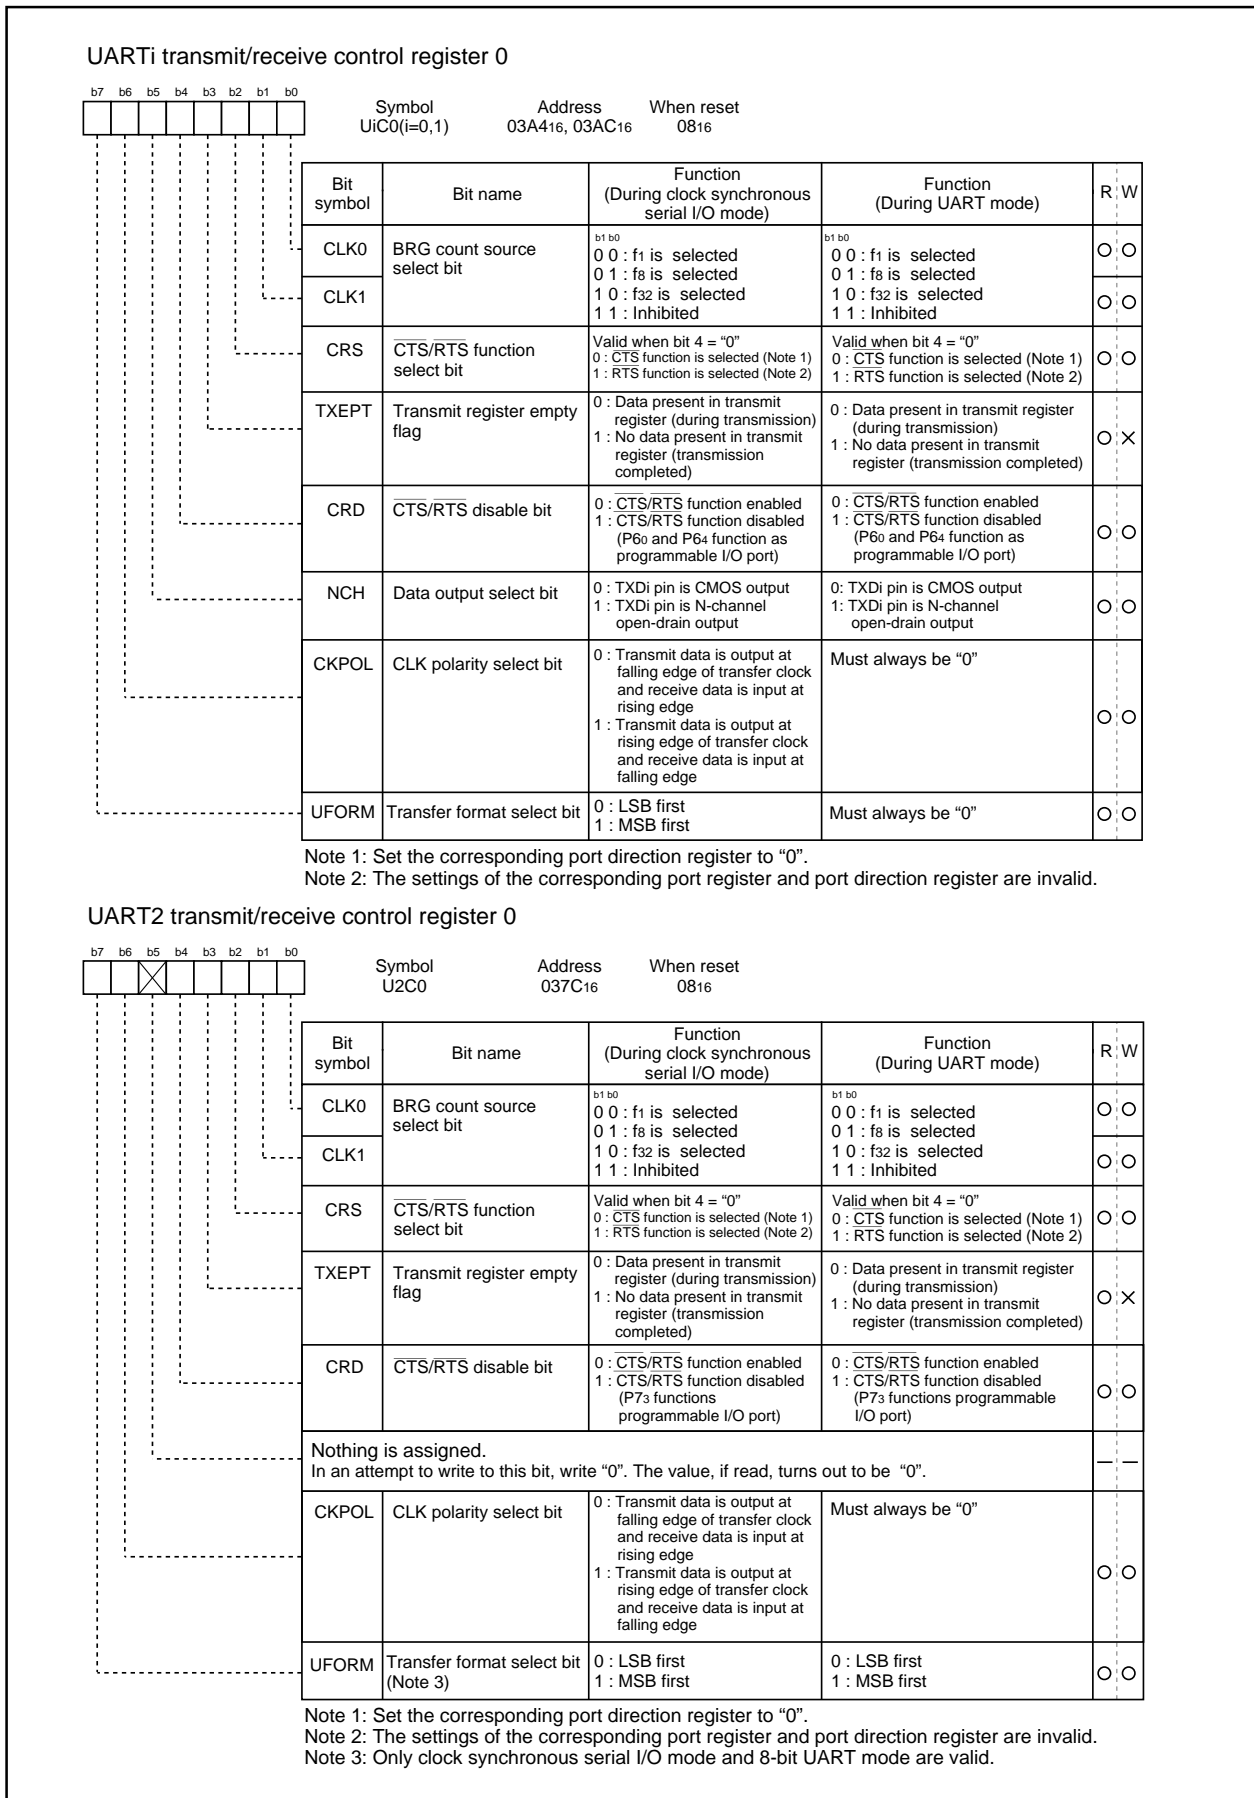 UARTi transmit/receive control register 0
b7 b6 b5 b4 b3 b2 b1 b0
Symbol Address When reset
UiC0(i=0,1) 03A416, 03AC16 0816
Bit symbol
Bit name
Function
(During clock synchronous
serial I/O mode)
Function
(During UART mode)
R W
CLK0
CLK1
BRG count source
select bit
b1 b0
0 0 : f1 is selected
0 1 : f8 is selected
1 0 : f32 is selected
1 1 : Inhibited
b1 b0
0 0 : f1 is selected
0 1 : f8 is selected
1 0 : f32 is selected
1 1 : Inhibited
CRS
CTS/RTS function
select bit
Valid when bit 4 = “0”
0 : CTS function is selected (Note 1)
1 : RTS function is selected (Note 2)
Valid when bit 4 = “0”
0 : CTS function is selected (Note 1)
1 : RTS function is selected (Note 2)
TXEPT
Transmit register empty
flag
0 : Data present in transmit
register (during transmission)
1 : No data present in transmit
register (transmission
completed)
0 : Data present in transmit register
(during transmission)
1 : No data present in transmit
register (transmission completed)
CRD
CTS/RTS disable bit
0 : CTS/RTS function enabled
1 : CTS/RTS function disabled
(P60 and P64 function as
programmable I/O port)
0 : CTS/RTS function enabled
1 : CTS/RTS function disabled
(P60 and P64 function as
programmable I/O port)
NCH
Data output select bit
0 : TXDi pin is CMOS output
1 : TXDi pin is N-channel
open-drain output
0: TXDi pin is CMOS output
1: TXDi pin is N-channel
open-drain output
CKPOL
CLK polarity select bit
0 : Transmit data is output at
falling edge of transfer clock
and receive data is input at
rising edge
1 : Transmit data is output at
rising edge of transfer clock
and receive data is input at
falling edge
Must always be “0”
UFORM
Transfer format select bit
0 : LSB first
1 : MSB first
Must always be “0”
Note 1: Set the corresponding port direction register to “0”.
Note 2: The settings of the corresponding port register and port direction register are invalid.
UART2 transmit/receive control register 0
b7 b6 b5 b4 b3 b2 b1 b0
Symbol Address When reset
U2C0 037C16 0816
Bit symbol
Bit name
Function
(During clock synchronous
serial I/O mode)
Function
(During UART mode)
R W
CLK0
CLK1
BRG count source
select bit
b1 b0
0 0 : f1 is selected
0 1 : f8 is selected
1 0 : f32 is selected
1 1 : Inhibited
b1 b0
0 0 : f1 is selected
0 1 : f8 is selected
1 0 : f32 is selected
1 1 : Inhibited
CRS
CTS/RTS function
select bit
Valid when bit 4 = “0”
0 : CTS function is selected (Note 1)
1 : RTS function is selected (Note 2)
Valid when bit 4 = “0”
0 : CTS function is selected (Note 1)
1 : RTS function is selected (Note 2)
TXEPT
Transmit register empty
flag
0 : Data present in transmit
register (during transmission)
1 : No data present in transmit
register (transmission
completed)
0 : Data present in transmit register
(during transmission)
1 : No data present in transmit
register (transmission completed)
CRD
CTS/RTS disable bit
0 : CTS/RTS function enabled
1 : CTS/RTS function disabled
(P73 functions
programmable I/O port)
0 : CTS/RTS function enabled
1 : CTS/RTS function disabled
(P73 functions programmable
I/O port)
Nothing is assigned.
In an attempt to write to this bit, write “0”. The value, if read, turns out to be “0”.
CKPOL
CLK polarity select bit
0 : Transmit data is output at
falling edge of transfer clock
and receive data is input at
rising edge
1 : Transmit data is output at
rising edge of transfer clock
and receive data is input at
falling edge
Must always be “0”
UFORM
Transfer format select bit
(Note 3)
0 : LSB first
1 : MSB first
0 : LSB first
1 : MSB first
Note 1: Set the corresponding port direction register to “0”.
Note 2: The settings of the corresponding port register and port direction register are invalid.
Note 3: Only clock synchronous serial I/O mode and 8-bit UART mode are valid.